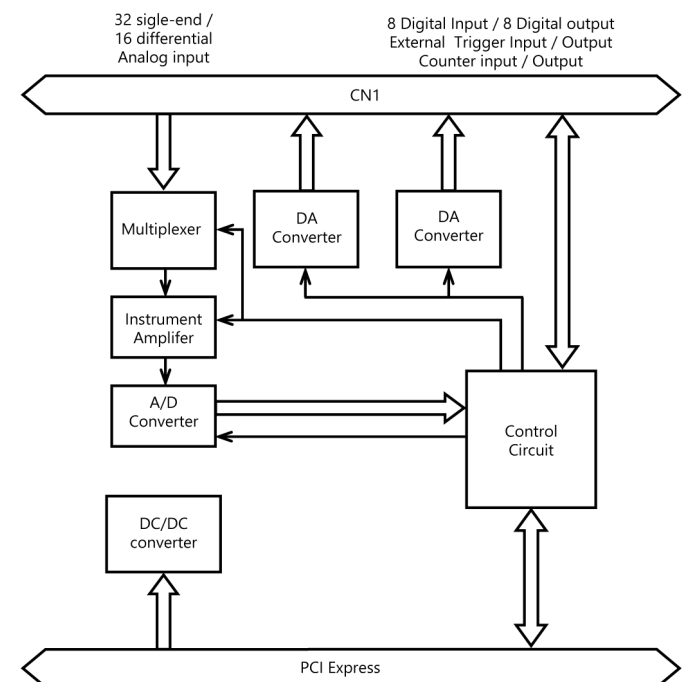 32 sigle-end /
16 differential
Analog input
8 Digital Input / 8 Digital output
External Trigger Input / Output
Counter input / Output
CN1
Multiplexer
DA
Converter
DA
Converter
Instrument
Amplifer
A/D
Converter
Control
Circuit
DC/DC
converter
PCI Express